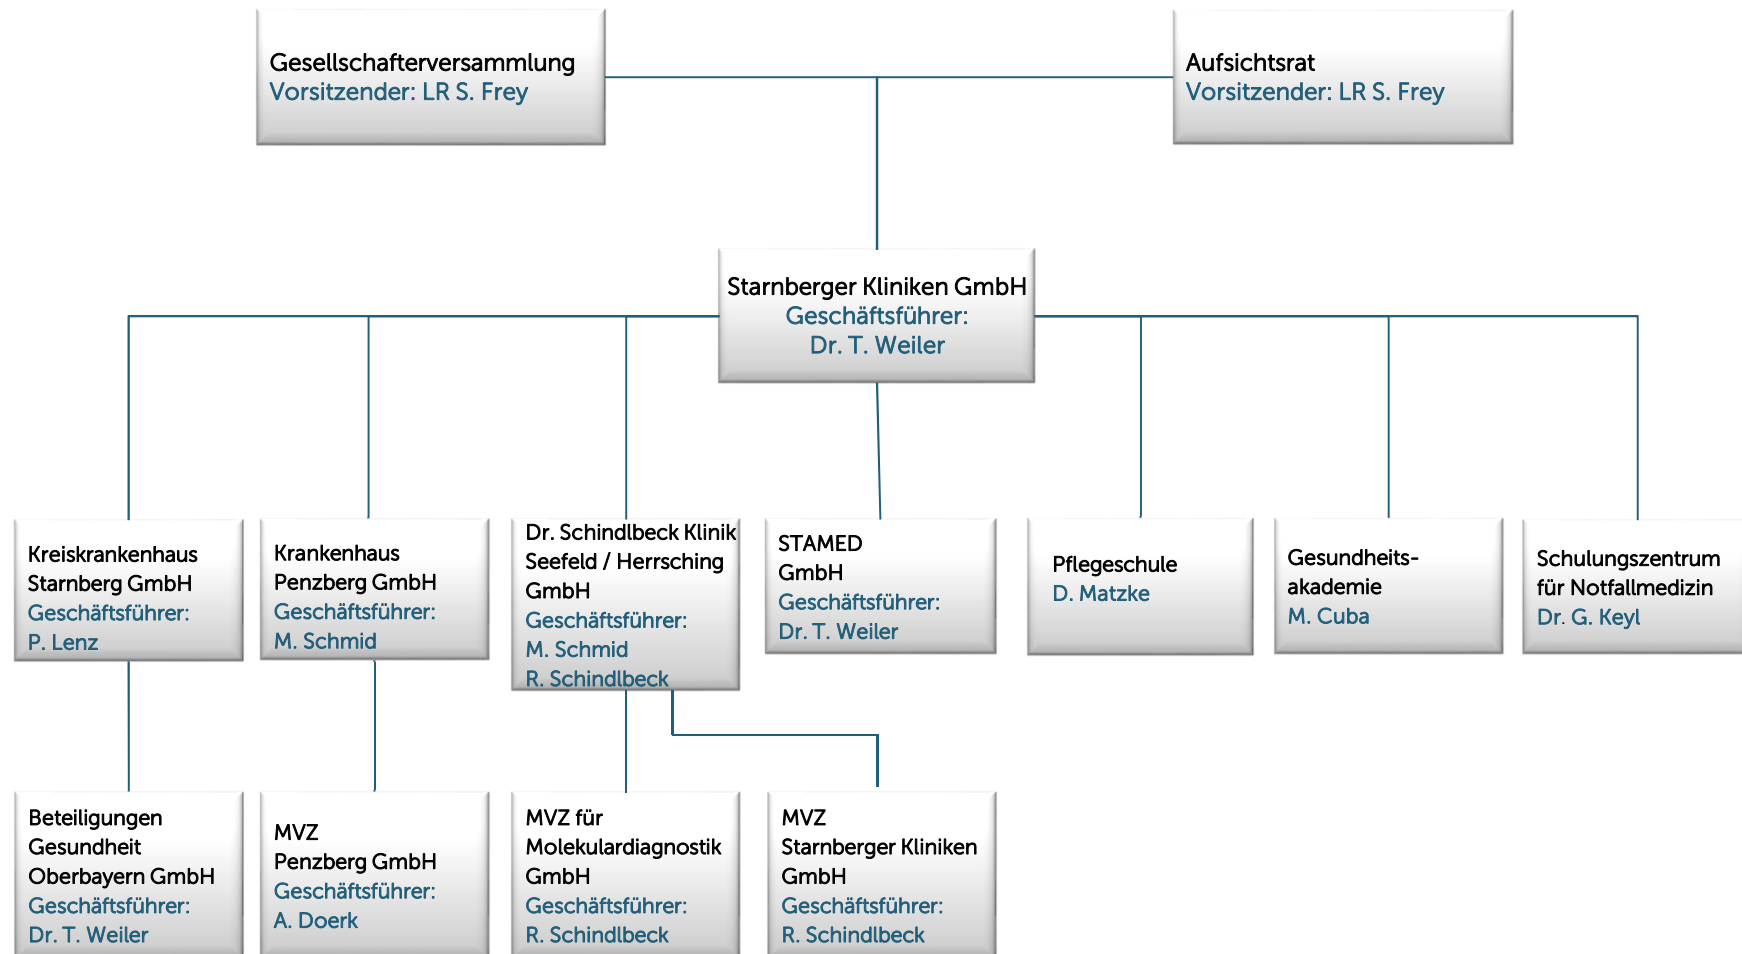 Gesellschafterversammlung
Vorsitzender: LR S. Frey
Aufsichtsrat
Vorsitzender: LR S. Frey
Starnberger Kliniken GmbH
Geschäftsführer:
Dr. T. Weiler
Kreiskrankenhaus
Starnberg GmbH
Geschäftsführer:
P. Lenz
Krankenhaus
Penzberg GmbH
Geschäftsführer:
M. Schmid
Dr. Schindlbeck Klinik
Seefeld / Herrsching
GmbH
Geschäftsführer:
M. Schmid
R. Schindlbeck
STAMED
GmbH
Geschäftsführer:
Dr. T. Weiler
Pflegeschule
D. Matzke
Gesundheits-
akademie
M. Cuba
Schulungszentrum
für Notfallmedizin
Dr. G. Keyl
Beteiligungen
Gesundheit
Oberbayern GmbH
Geschäftsführer:
Dr. T. Weiler
MVZ
Penzberg GmbH
Geschäftsführer:
A. Doerk
MVZ für
Molekulardiagnostik
GmbH
Geschäftsführer:
R. Schindlbeck
MVZ
Starnberger Kliniken
GmbH
Geschäftsführer:
R. Schindlbeck